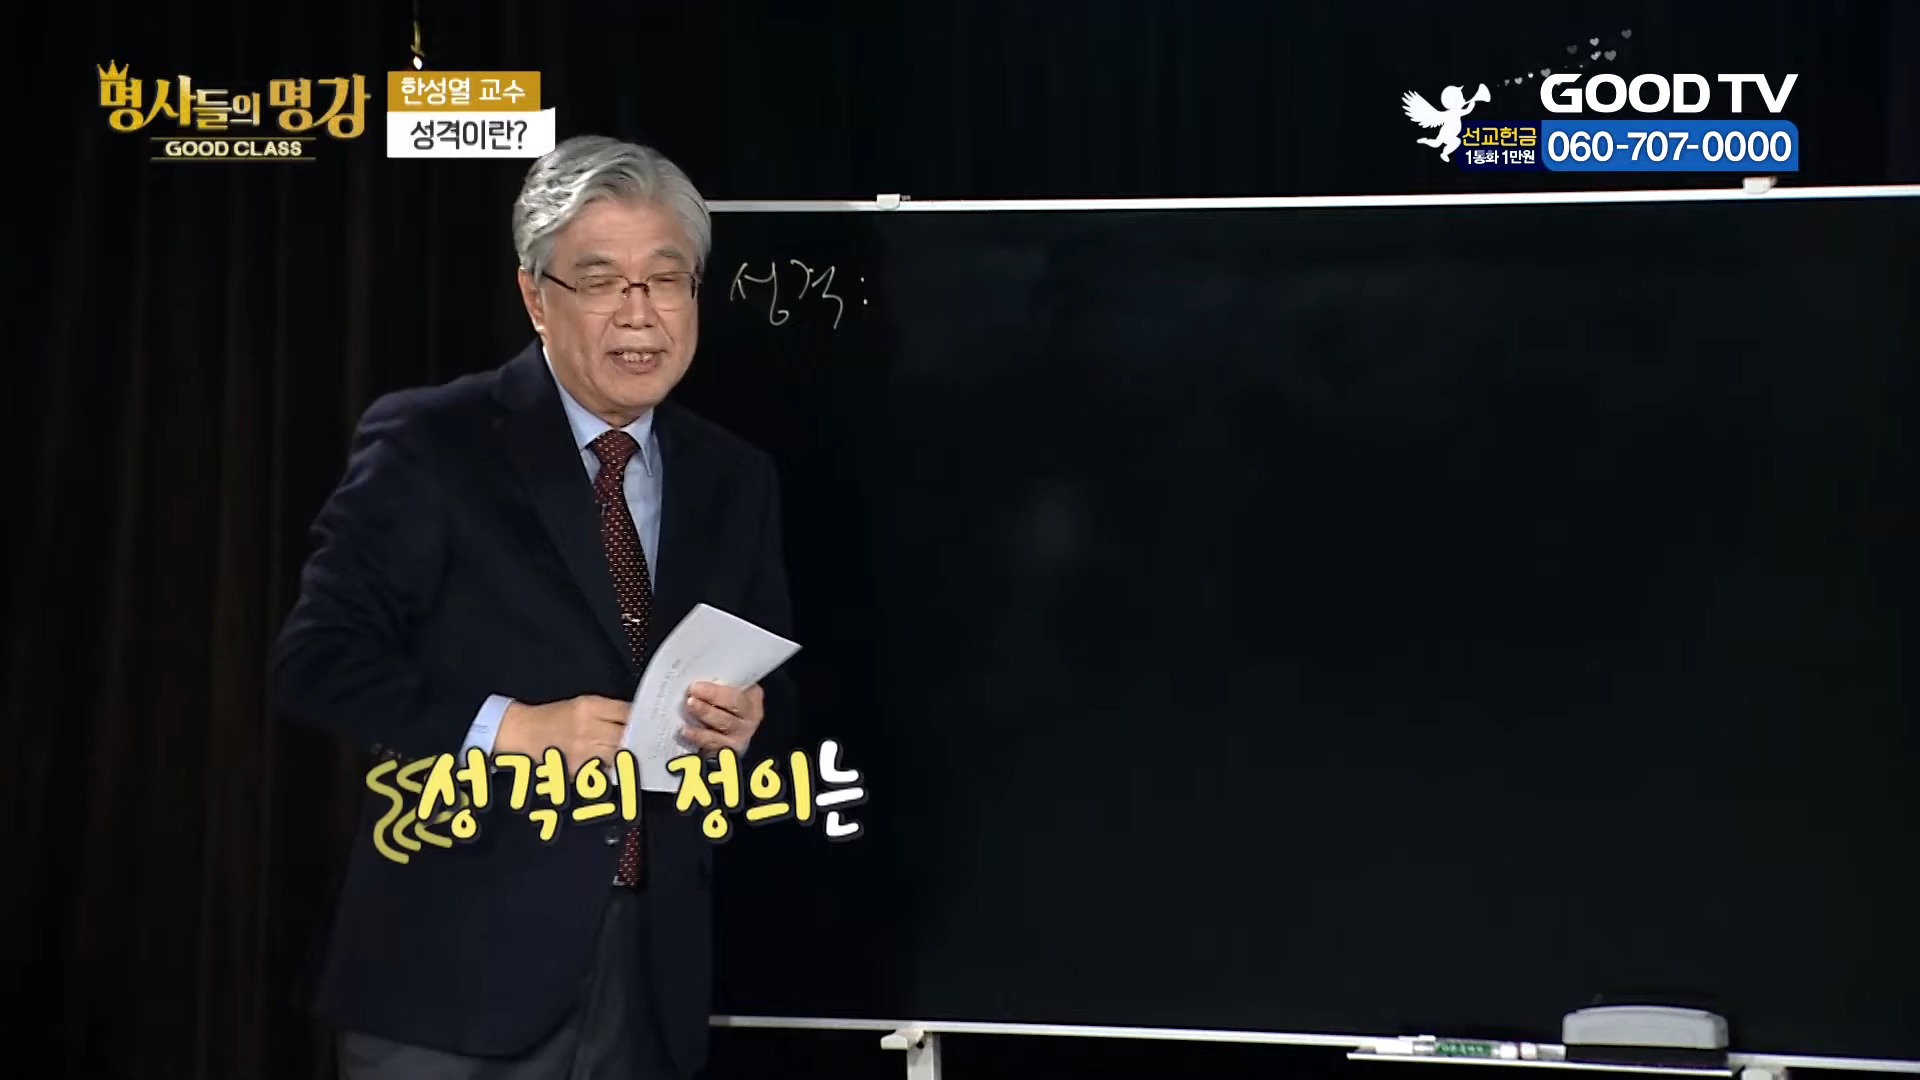 명사들의 명강
GOOD CLASS
한성열 교수
성격이란?
GOOD TV
선교헌금
1통화 1만원
060-707-0000
성격:
성격의 정의는